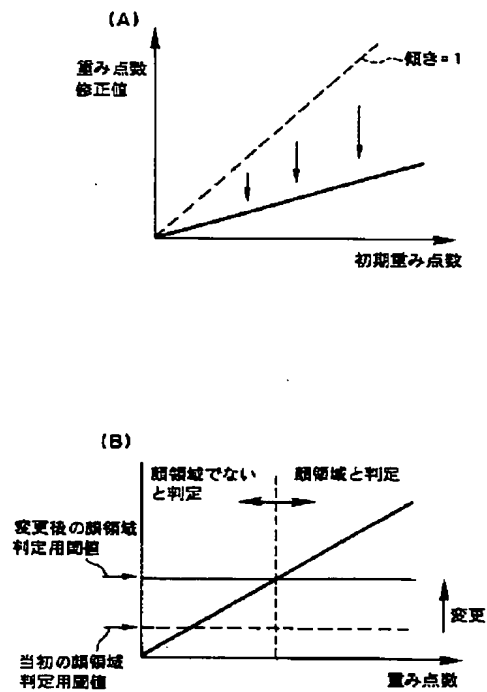 (A)
重み点数
修正値
傾き=1
初期重み点数
(B)
顔領域でない
と判定
顔領域と判定
変更後の顔領域
判定用閾値
変更
当初の顔領域
判定用閾値
重み点数